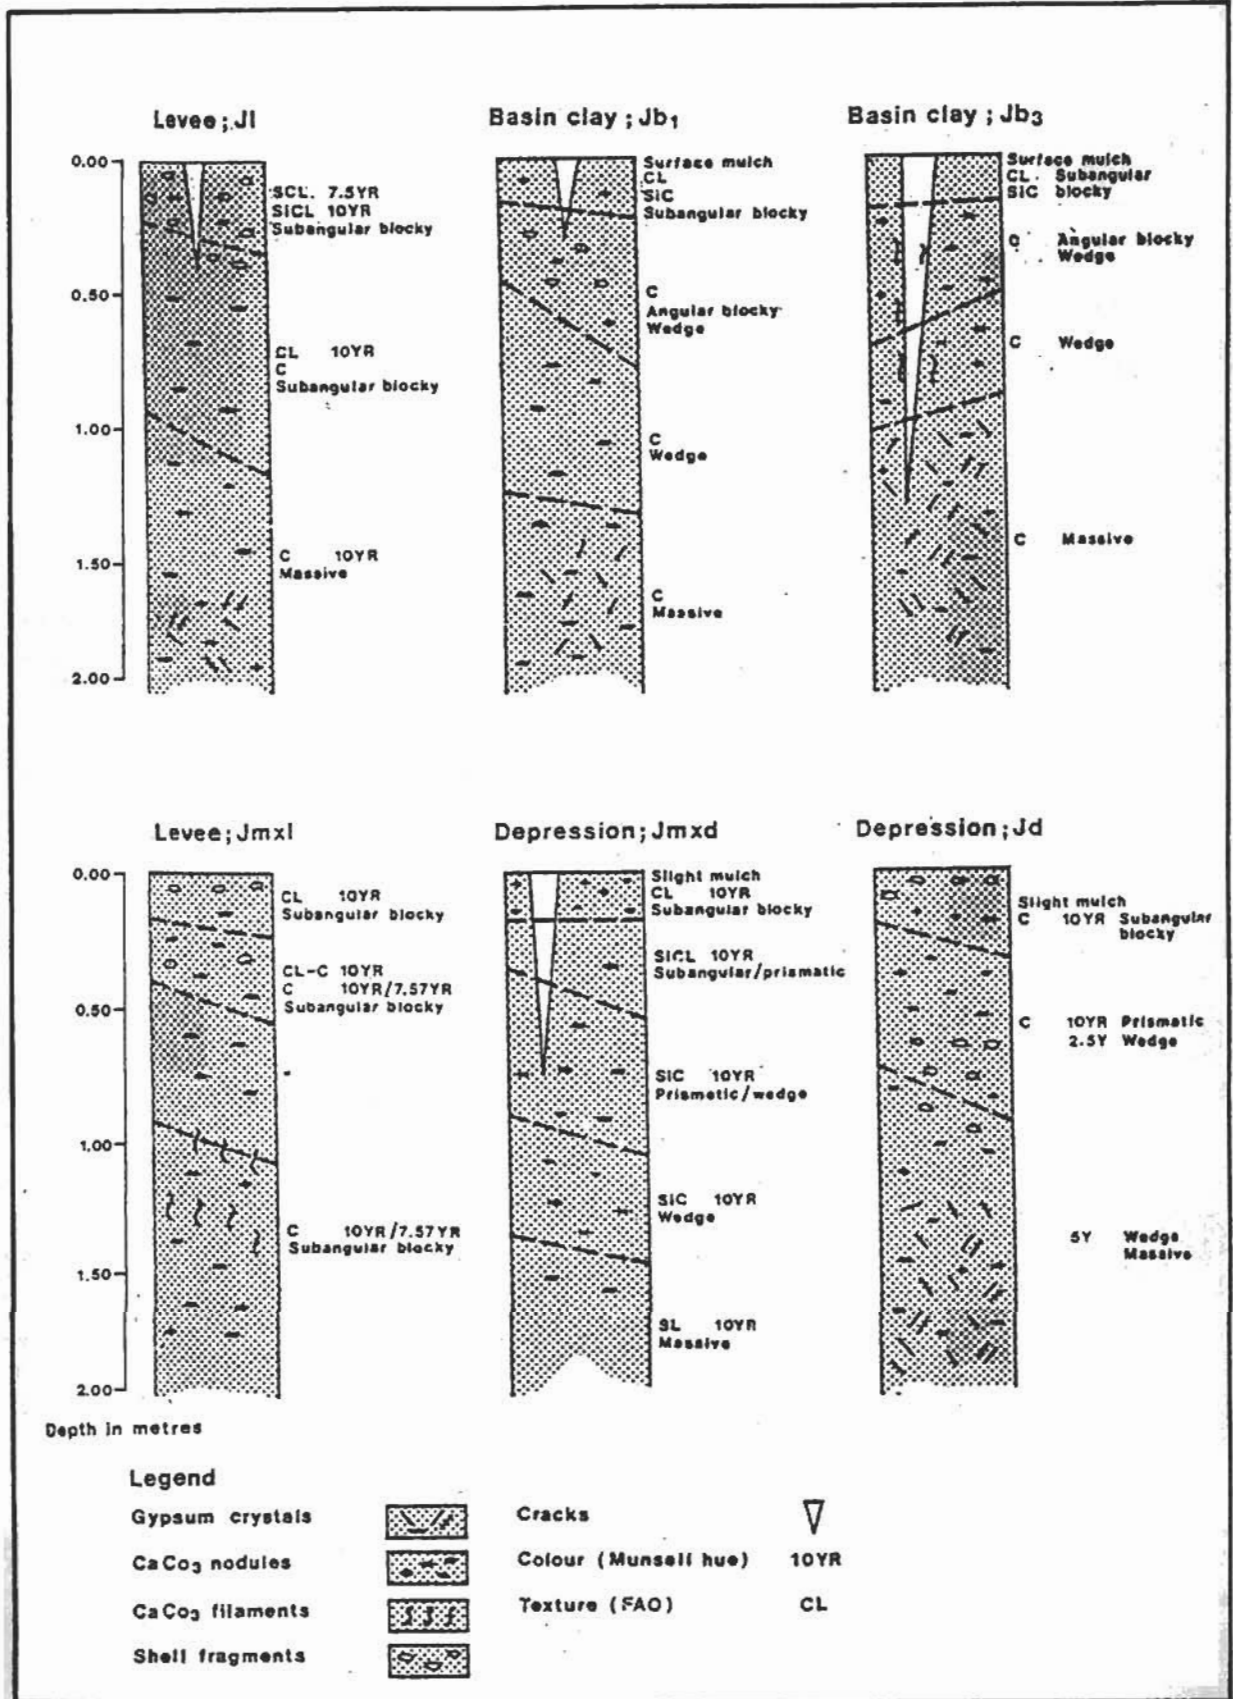 Levee; Jl
0.00
0.50
1.00
1.50
2.00
SCL. 7.5YR
SiCL 10YR
Subangular blocky
CL 10YR
C
Subangular blocky
C 10YR
Massive
Basin clay; Jb1
Surface mulch
CL
SiC
Subangular blocky
C
Angular blocky
Wedge
C
Wedge
C
Massive
Basin clay; Jb3
Surface mulch
CL. Subangular
SiC blocky
C Angular blocky
Wedge
C Wedge
C Massive
Levee; Jmxl
0.00
0.50
1.00
1.50
2.00
CL 10YR
Subangular blocky
CL-C 10YR
C 10YR/7.57YR
Subangular blocky
C 10YR/7.57YR
Subangular blocky
Depression; Jmxd
Slight mulch
CL 10YR
Subangular blocky
SiCL 10YR
Subangular/prismatic
SiC 10YR
Prismatic/wedge
SiC 10YR
Wedge
SL 10YR
Massive
Depression; Jd
Slight mulch
C 10YR Subangular
blocky
C 10YR Prismatic
2.5Y Wedge
5Y Wedge
Massive
Depth in metres
Legend
Gypsum crystals
CaCo3 nodules
CaCo3 filaments
Shell fragments
Cracks
Colour (Munsell hue) 10YR
Texture (FAO) CL